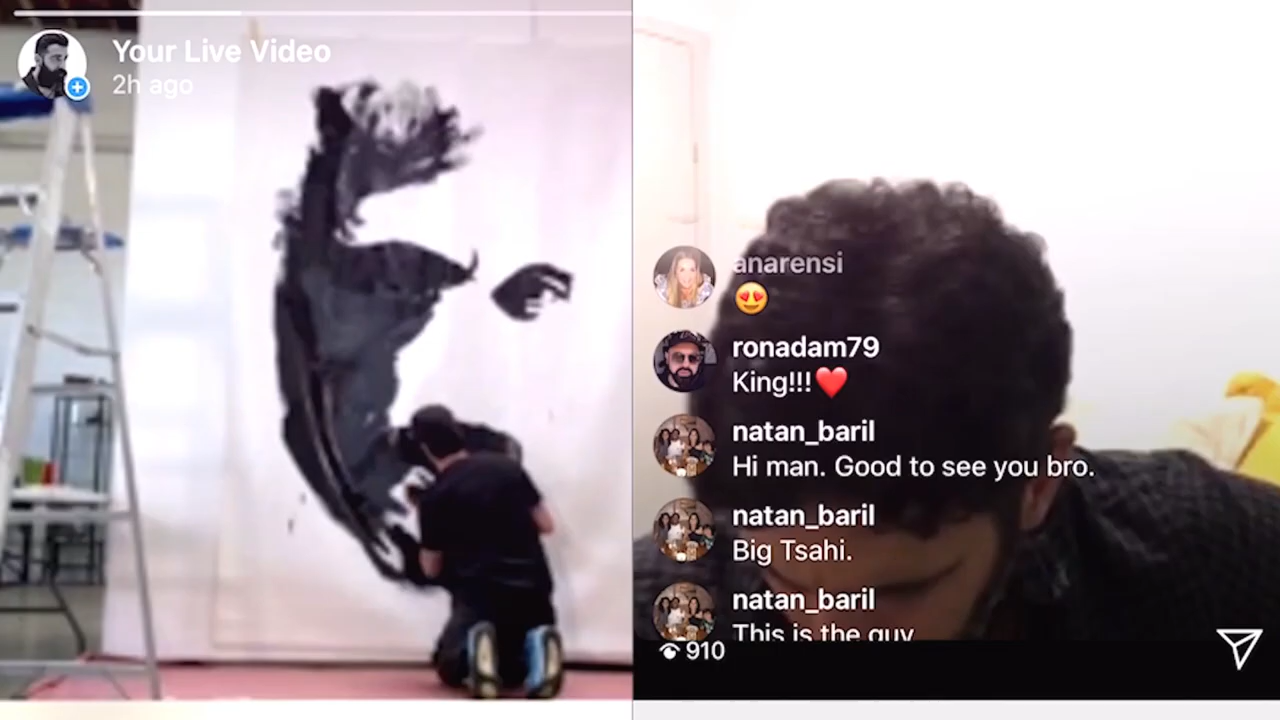 Your Live Video
2h ago
anarensi
😍
ronadam79
King!!!❤️
natan_baril
Hi man. Good to see you bro.
natan_baril
Big Tsahi.
natan_baril
This is the guy
910